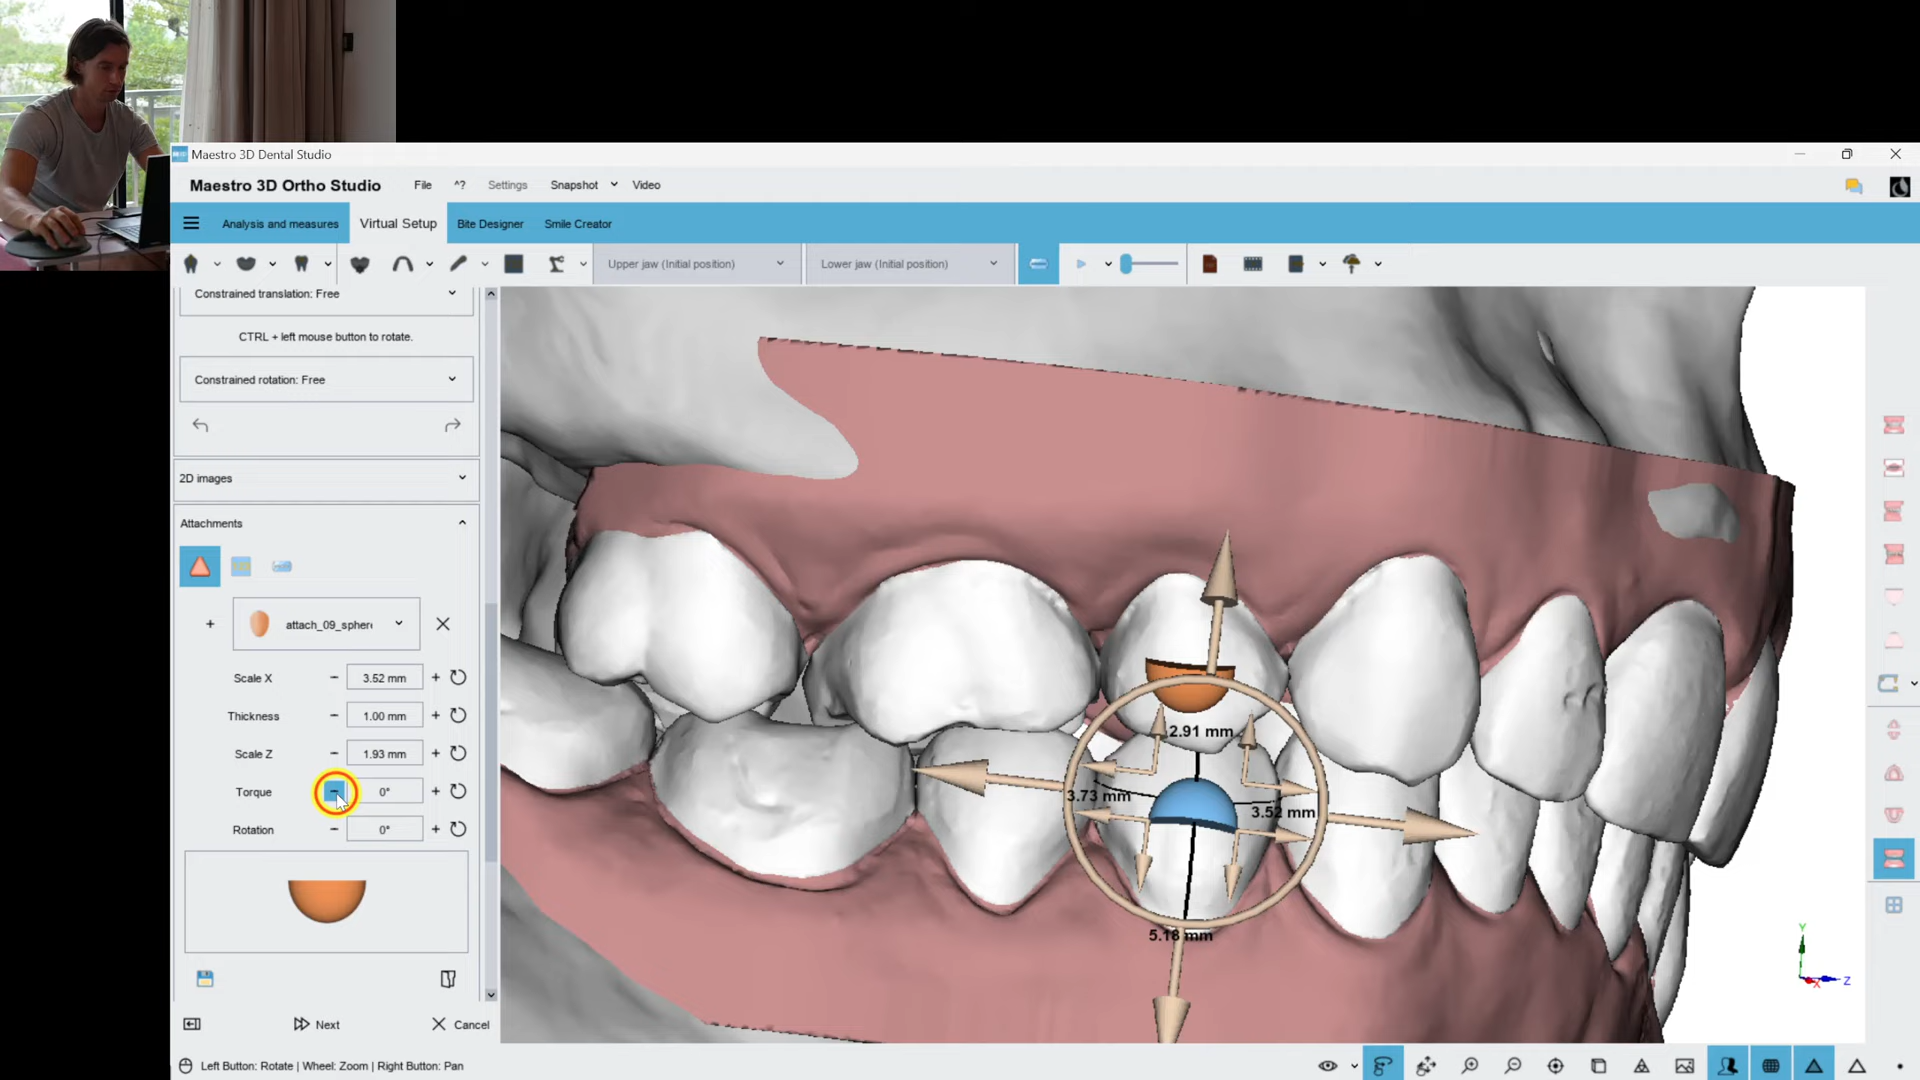 Maestro 3D Dental Studio
Maestro 3D Ortho Studio
File
^?
Settings
Snapshot
Video
Analysis and measures
Virtual Setup
Bite Designer
Smile Creator
Upper jaw (Initial position)
Lower jaw (Initial position)
Constrained translation: Free
CTRL + left mouse button to rotate.
Constrained rotation: Free
2D images
Attachments
+ attach_09_sphere
Scale X - 3.52 mm +
Thickness - 1.00 mm +
Scale Z - 1.93 mm +
Torque - 0° +
Rotation - 0° +
Next
Cancel
2.91 mm
3.73 mm
3.52 mm
5.18 mm
Y
X
Z
Left Button: Rotate | Wheel: Zoom | Right Button: Pan